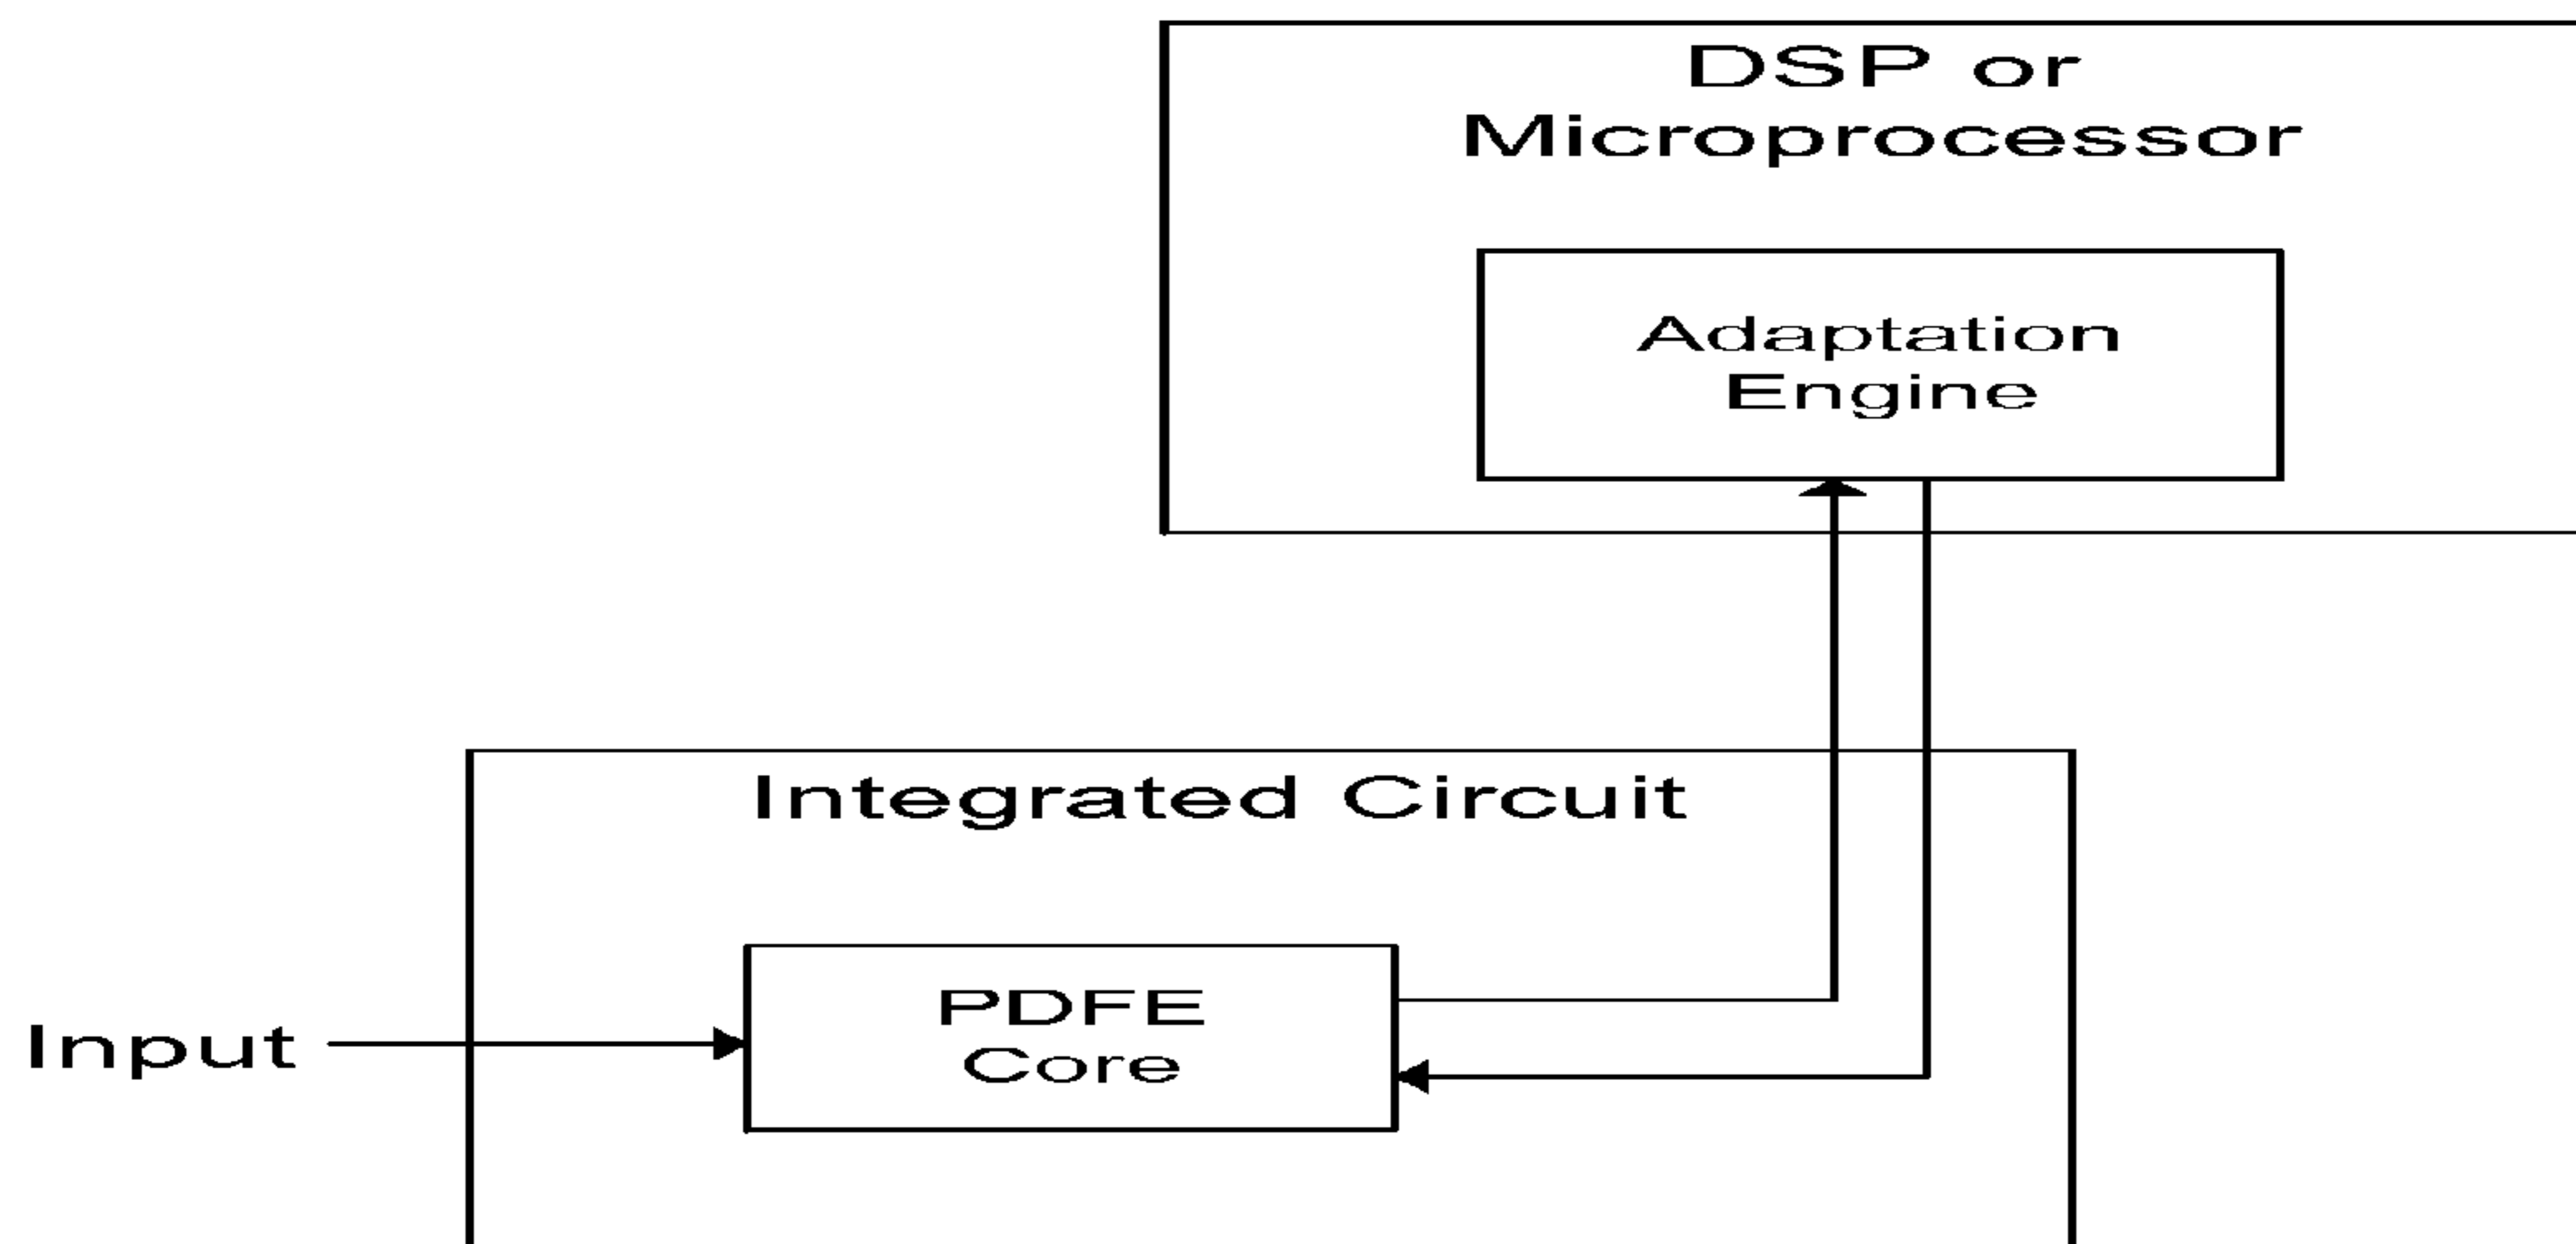 DSP or
Microprocessor
Adaptation
Engine
Integrated Circuit
PDFE
Core
Input